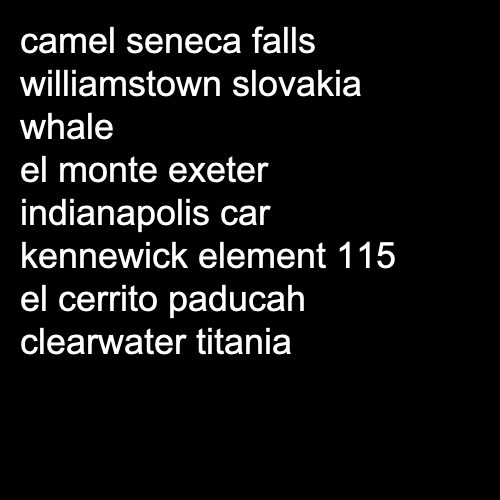 camel seneca falls
williamstown slovakia
whale
el monte exeter
indianapolis car
kennewick element 115
el cerrito paducah
clearwater titania